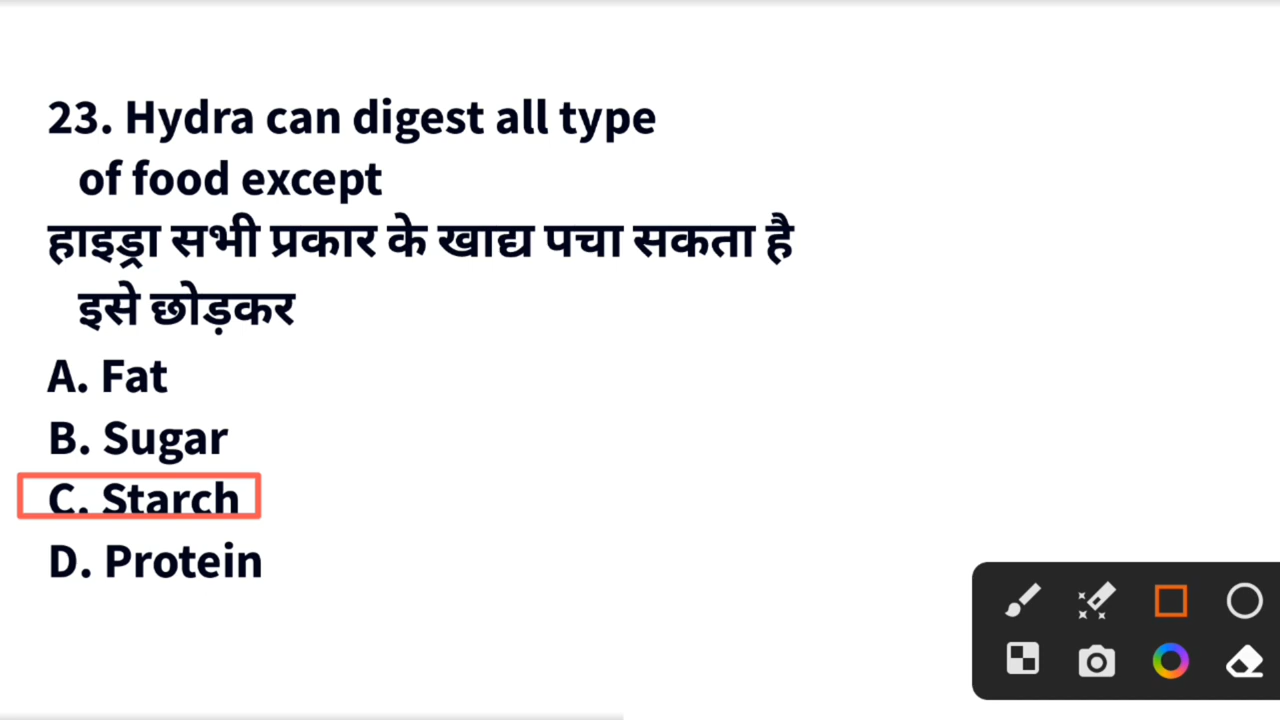 23. Hydra can digest all type
of food except
हाइड्रा सभी प्रकार के खाद्य पचा सकता है
इसे छोड़कर
A. Fat
B. Sugar
C. Starch
D. Protein